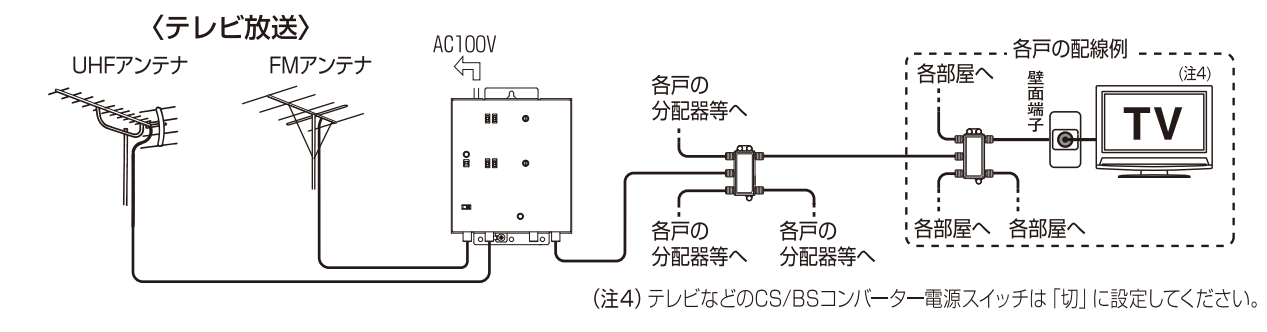 〈テレビ放送〉
UHFアンテナ
FMアンテナ
AC100V
各戸の
分配器等へ
各戸の
分配器等へ
各戸の
分配器等へ
各戸の配線例
各部屋へ
壁面端子
(注4)
TV
各部屋へ
各部屋へ
(注4) テレビなどのCS/BSコンバーター電源スイッチは「切」に設定してください。